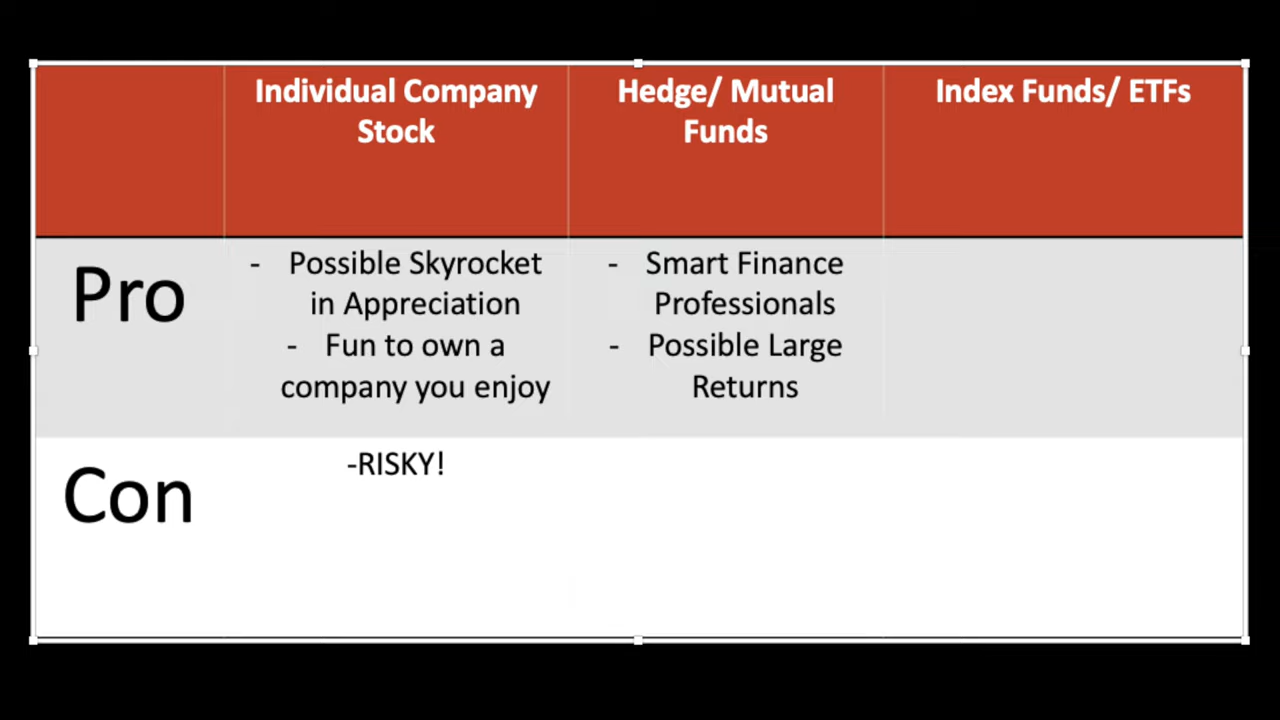 Individual Company
Stock
Hedge/ Mutual
Funds
Index Funds/ ETFs
Pro
- Possible Skyrocket
in Appreciation
- Fun to own a
company you enjoy
- Smart Finance
Professionals
- Possible Large
Returns
Con
-RISKY!